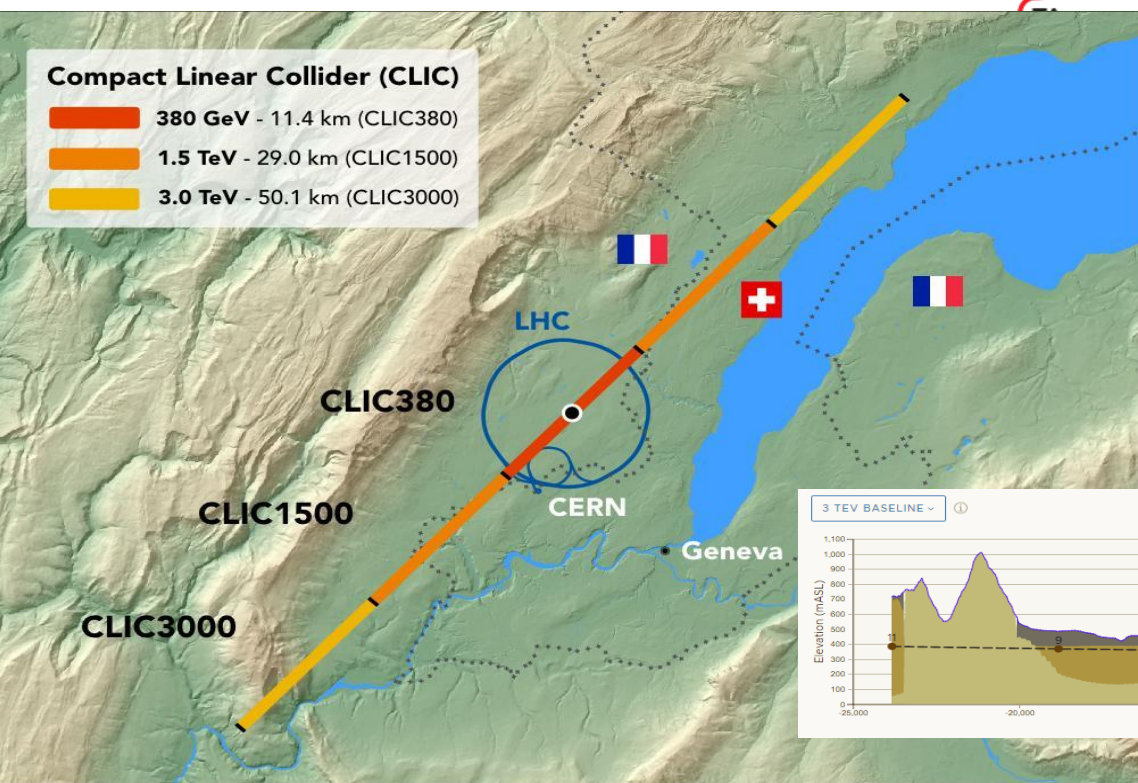 Compact Linear Collider (CLIC)
380 GeV - 11.4 km (CLIC380)
1.5 TeV - 29.0 km (CLIC1500)
3.0 TeV - 50.1 km (CLIC3000)
LHC
CLIC380
CLIC1500
CERN
Geneva
CLIC3000
3 TEV BASELINE
Elevation (mASL)
1,100
1,000
900
800
700
600
500
400
300
200
100
0
11
9
-25,000
-20,000